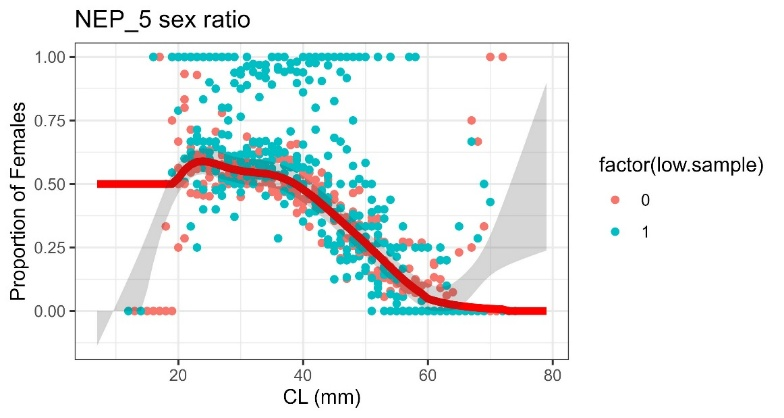 NEP_5 sex ratio
1.00
0.75
0.50
0.25
0.00
Proportion of Females
20 40 60 80
CL (mm)
factor(low.sample)
0
1